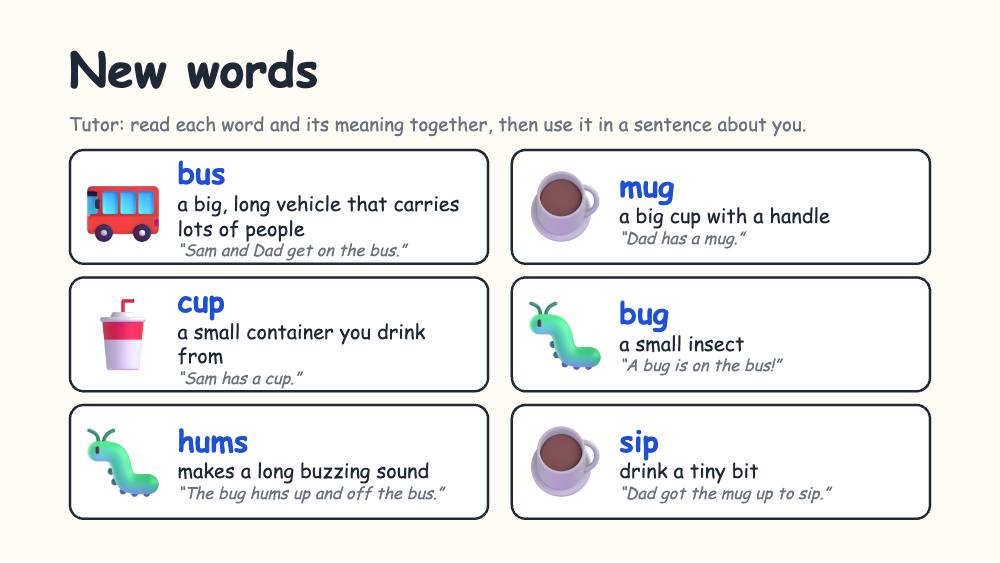 New words
Tutor: read each word and its meaning together, then use it in a sentence about you.
bus
a big, long vehicle that carries
lots of people
"Sam and Dad get on the bus."
mug
a big cup with a handle
"Dad has a mug."
cup
a small container you drink
from
"Sam has a cup."
bug
a small insect
"A bug is on the bus!"
hums
makes a long buzzing sound
"The bug hums up and off the bus."
sip
drink a tiny bit
"Dad got the mug up to sip."